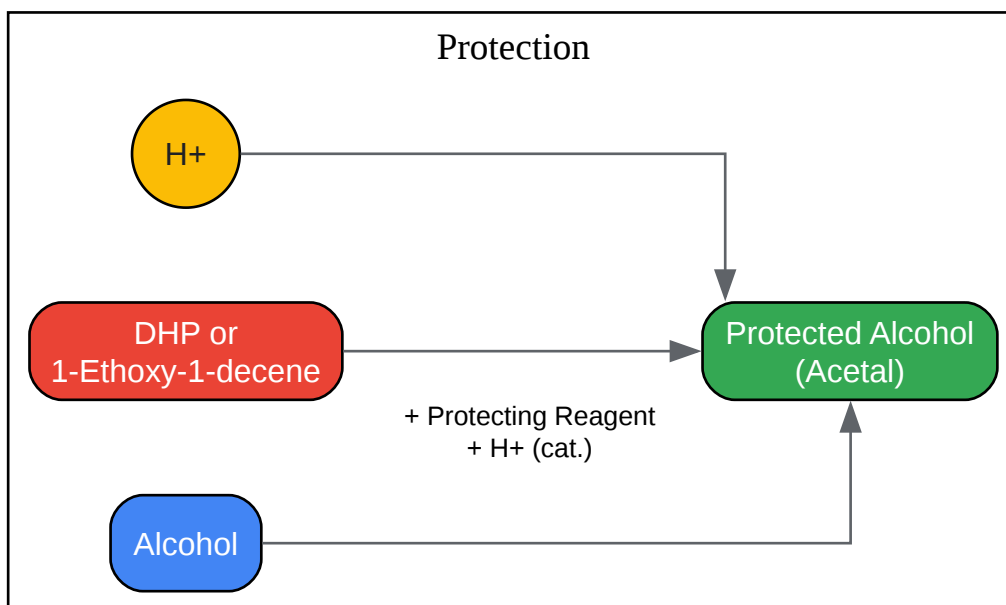 Protection
H+
DHP or
1-Ethoxy-1-decene
Protected Alcohol
(Acetal)
+ Protecting Reagent
+ H+ (cat.)
Alcohol